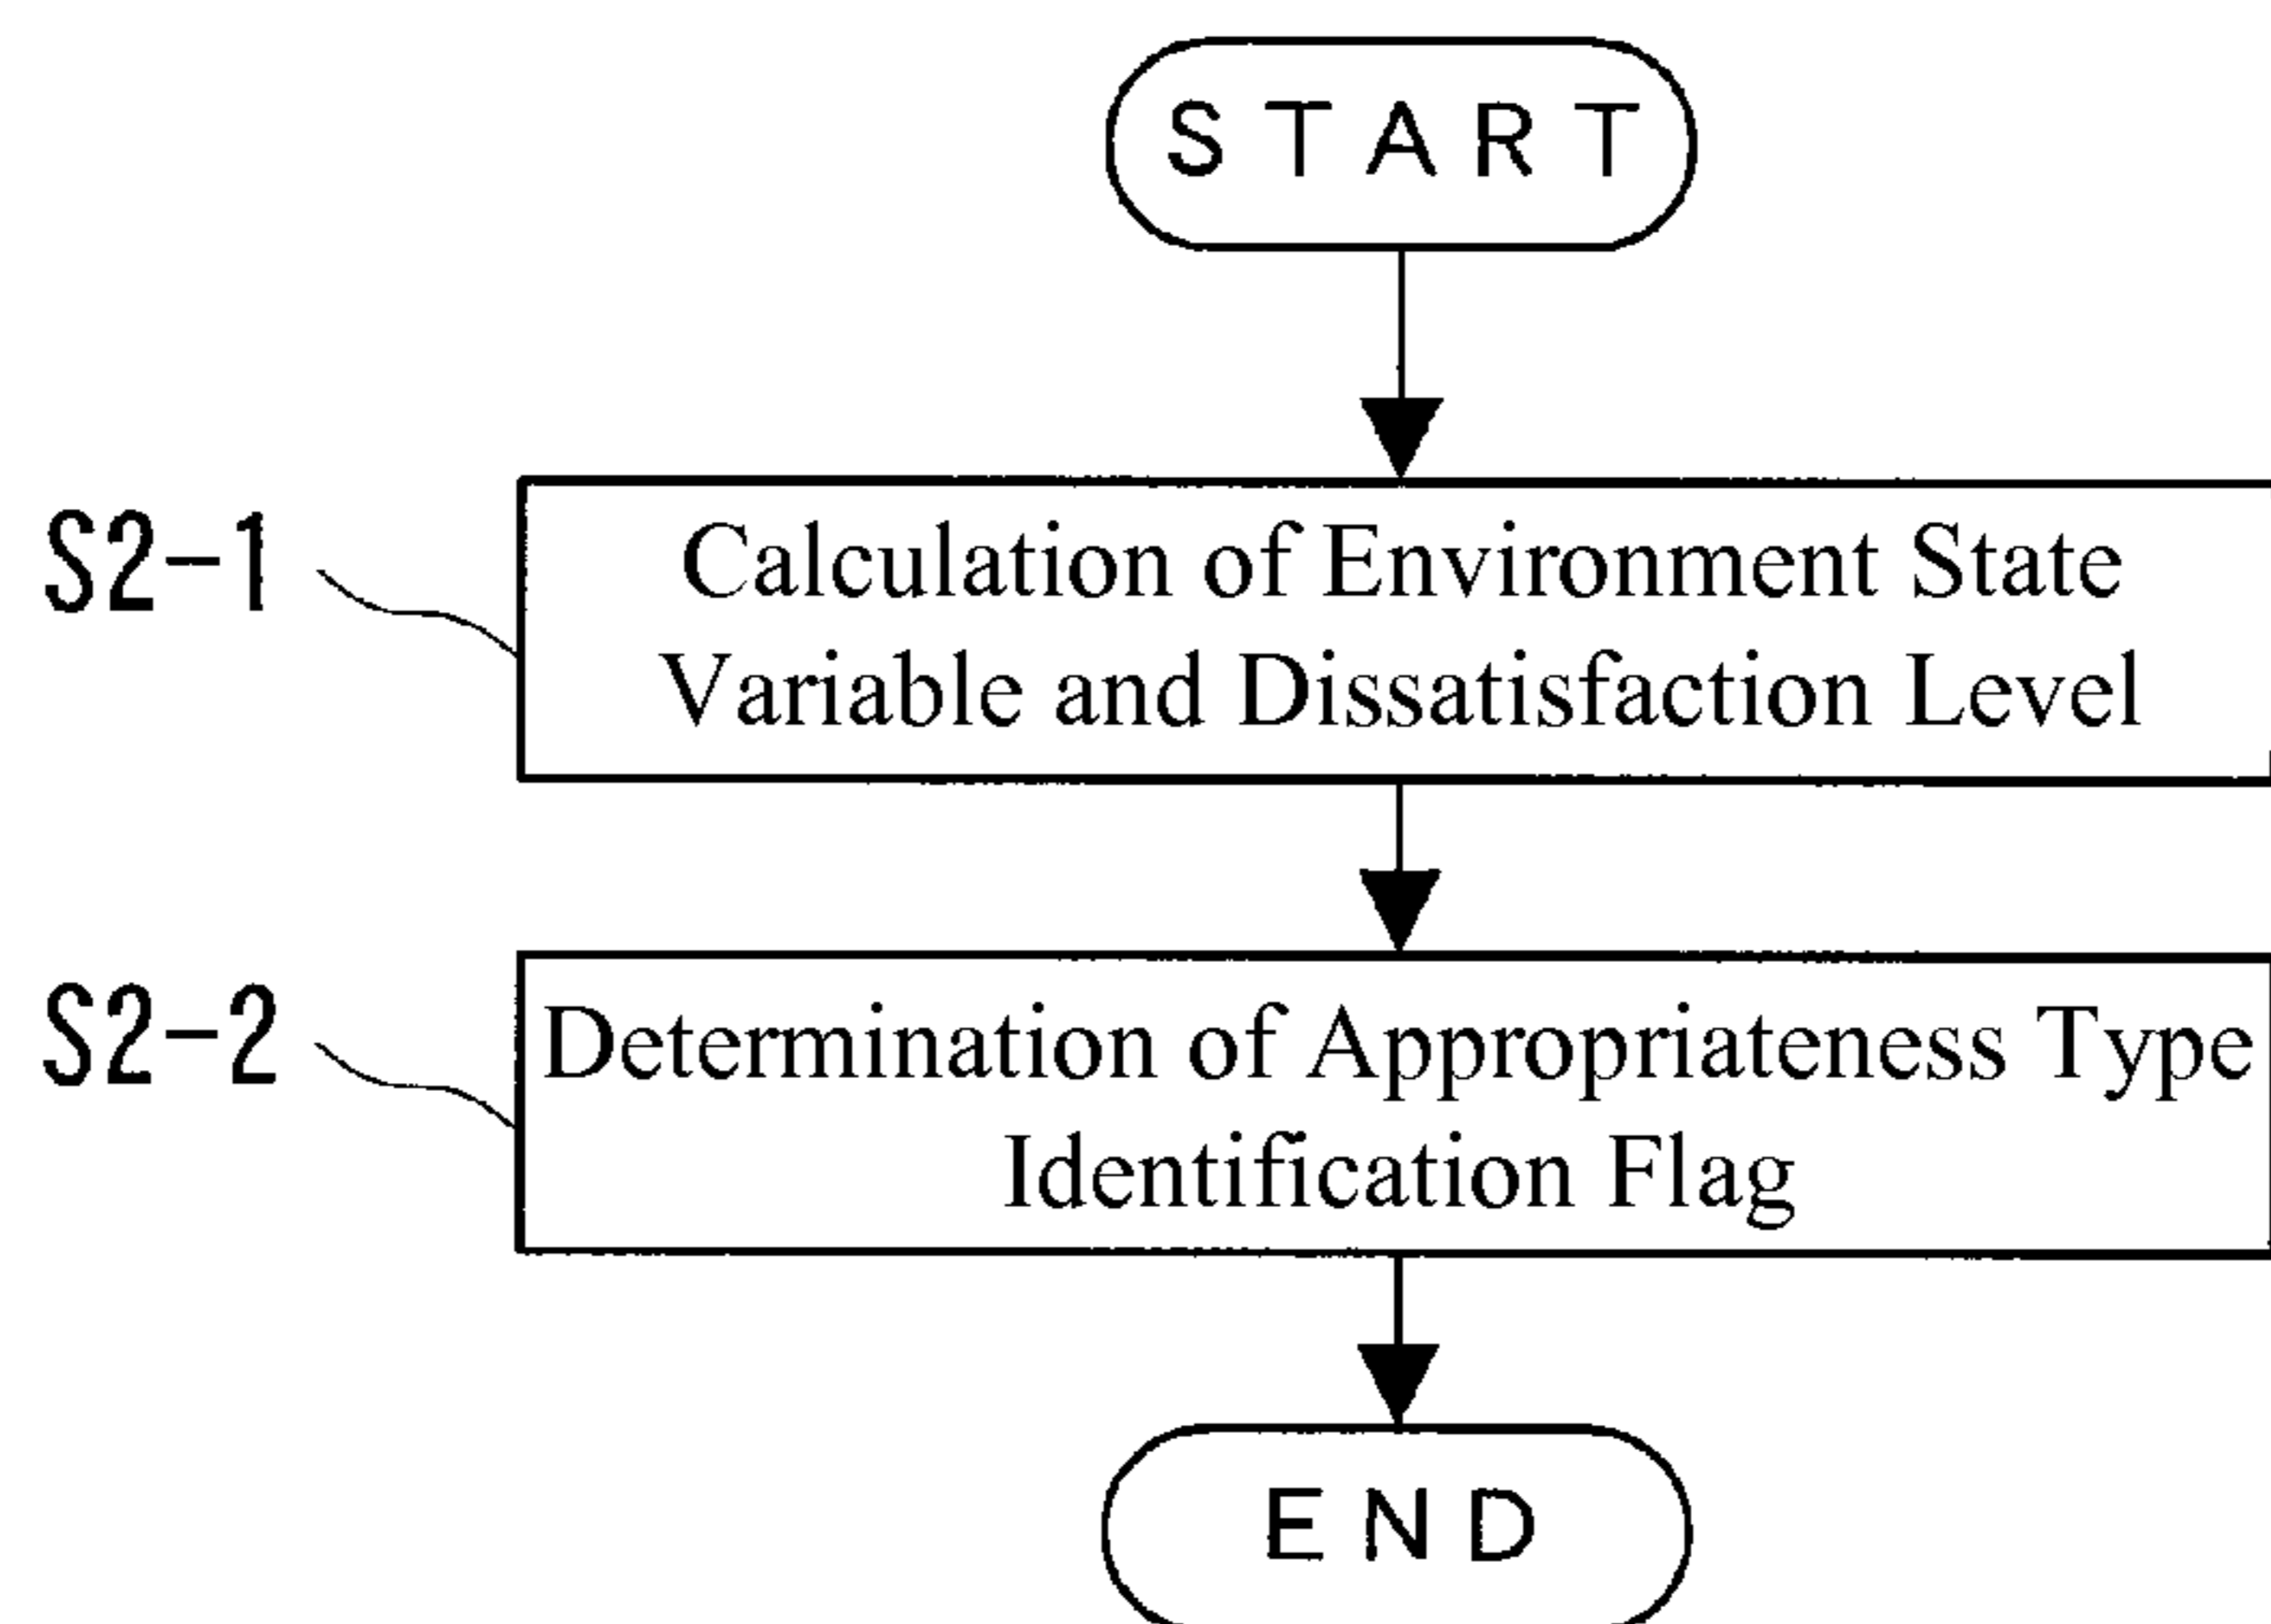 START
S2-1
Calculation of Environment State
Variable and Dissatisfaction Level
S2-2
Determination of Appropriateness Type
Identification Flag
END